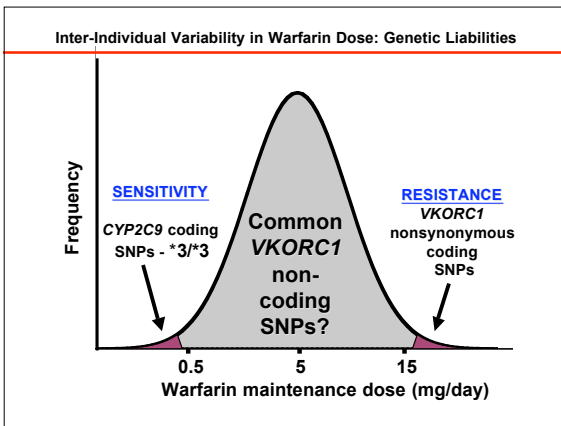 Inter-Individual Variability in Warfarin Dose: Genetic Liabilities
Frequency
SENSITIVITY
CYP2C9 coding
SNPs - *3/*3
Common
VKORC1
non-
coding
SNPs?
RESISTANCE
VKORC1
nonsynonymous
coding
SNPs
0.5
5
15
Warfarin maintenance dose (mg/day)